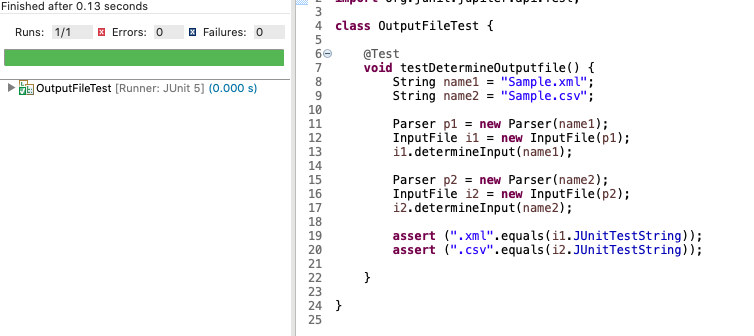 Finished after 0.13 seconds
Runs: 1/1 Errors: 0 Failures: 0
OutputFileTest [Runner: JUnit 5] (0.000 s)
2 import org.junit.jupiter.api.Test;
3
4 class OutputFileTest {
5
6 @Test
7 void testDetermineOutputfile() {
8 String name1 = "Sample.xml";
9 String name2 = "Sample.csv";
10
11 Parser p1 = new Parser(name1);
12 InputFile i1 = new InputFile(p1);
13 i1.determineInput(name1);
14
15 Parser p2 = new Parser(name2);
16 InputFile i2 = new InputFile(p2);
17 i2.determineInput(name2);
18
19 assert (".xml".equals(i1.JUnitTestString));
20 assert (".csv".equals(i2.JUnitTestString));
21
22 }
23
24 }
25